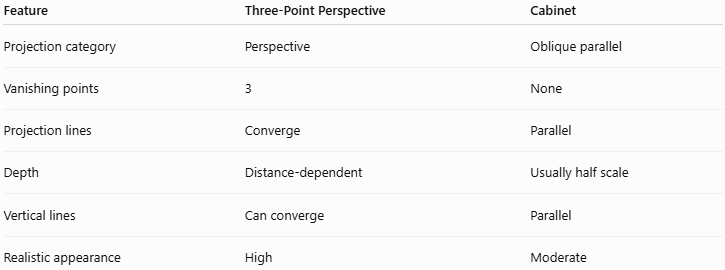 Feature Three-Point Perspective Cabinet
Projection category Perspective Oblique parallel
Vanishing points 3 None
Projection lines Converge Parallel
Depth Distance-dependent Usually half scale
Vertical lines Can converge Parallel
Realistic appearance High Moderate